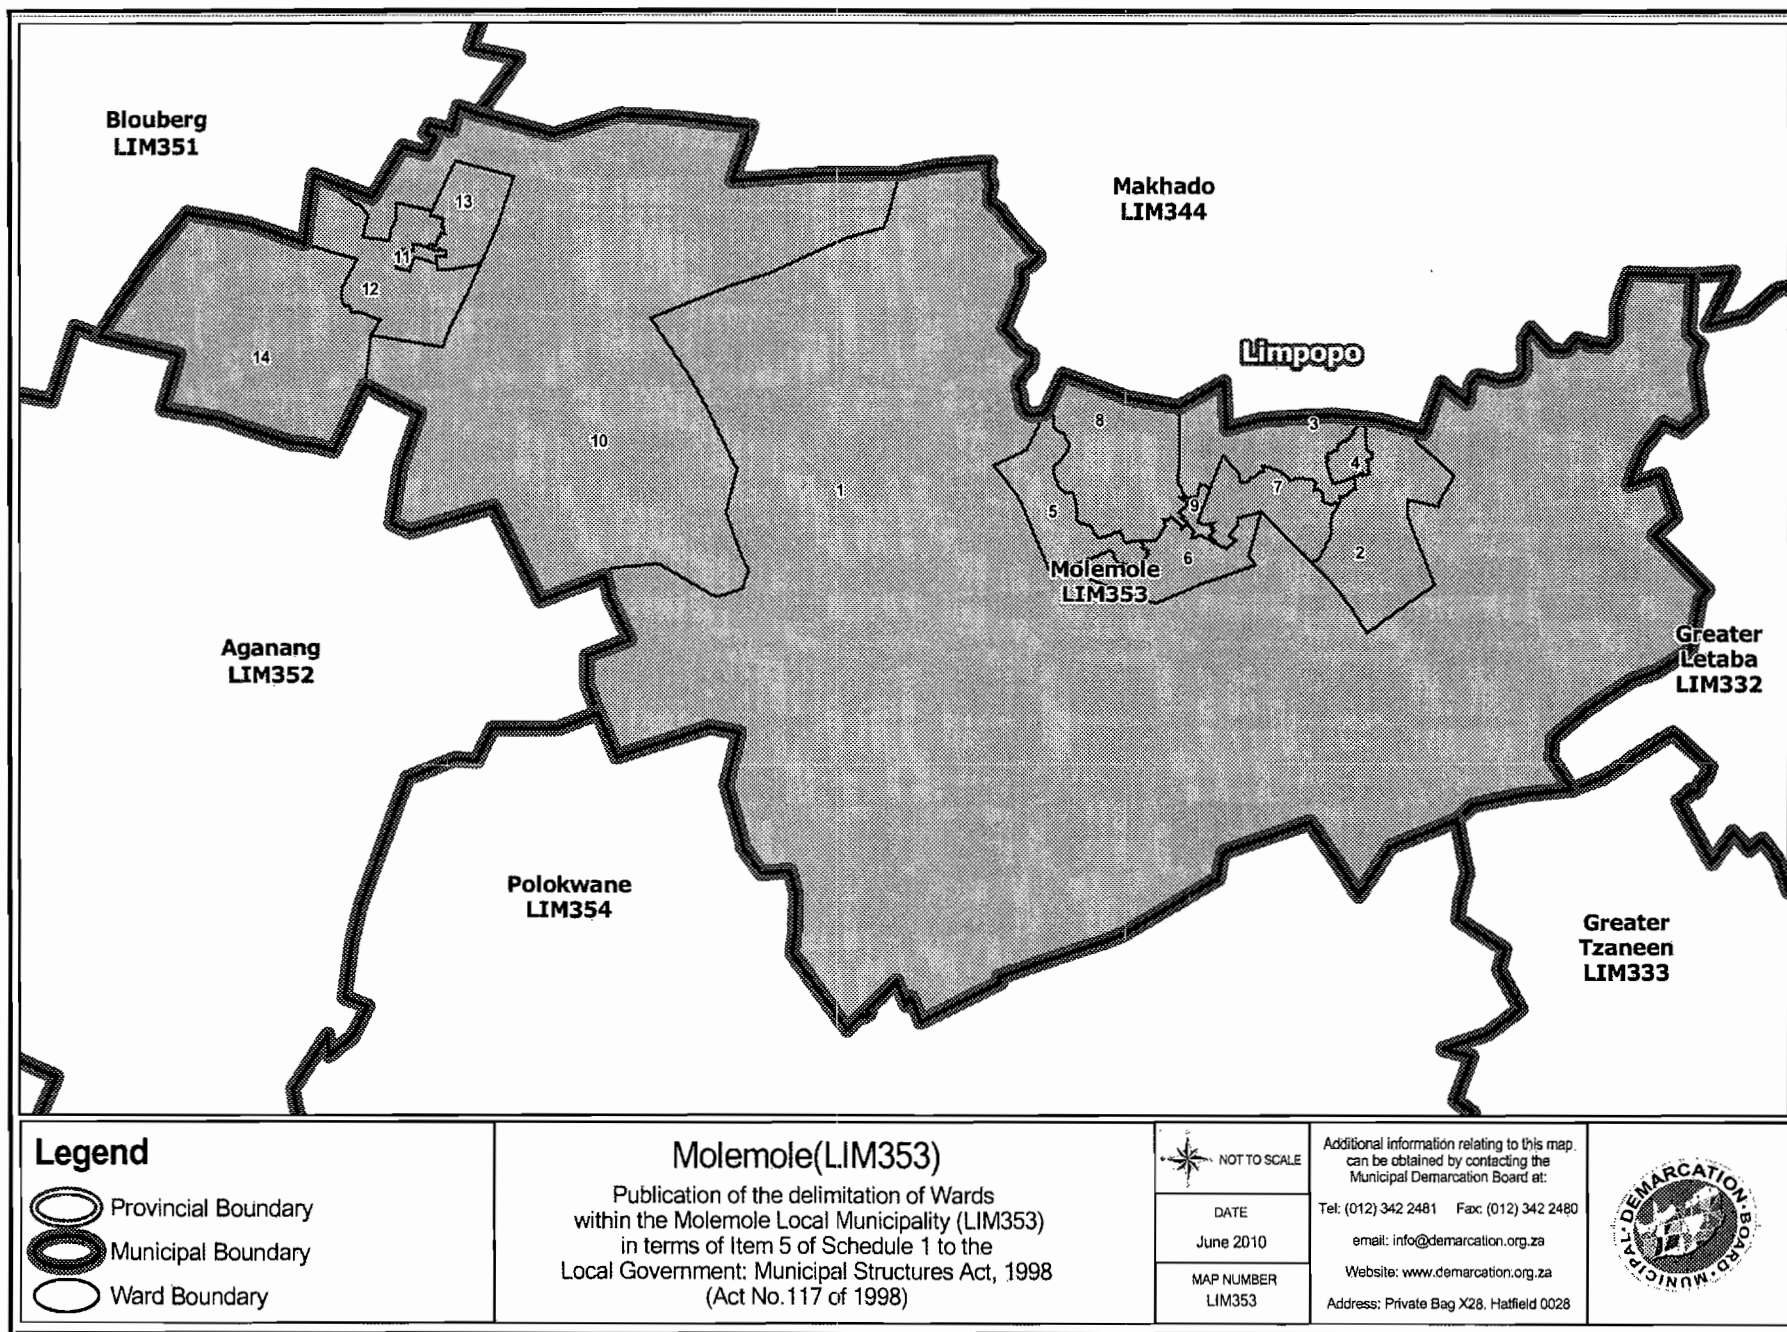 Blouberg
LIM351
Makhado
LIM344
Limpopo
13
11
12
14
10
1
8
3
4
7
9
5
6
2
Molemole
LIM353
Aganang
LIM352
Greater
Letaba
LIM332
Polokwane
LIM354
Greater
Tzaneen
LIM333
Legend
Provincial Boundary
Municipal Boundary
Ward Boundary
Molemole(LIM353)
Publication of the delimitation of Wards
within the Molemole Local Municipality (LIM353)
in terms of Item 5 of Schedule 1 to the
Local Government: Municipal Structures Act, 1998
(Act No.117 of 1998)
NOT TO SCALE
DATE
June 2010
MAP NUMBER
LIM353
Additional information relating to this map
can be obtained by contacting the
Municipal Demarcation Board at:
Tel: (012) 342 2481 Fax: (012) 342 2480
email: info@demarcation.org.za
Website: www.demarcation.org.za
Address: Private Bag X28, Hatfield 0028
MUNICIPAL • DEMARCATION • BOARD •